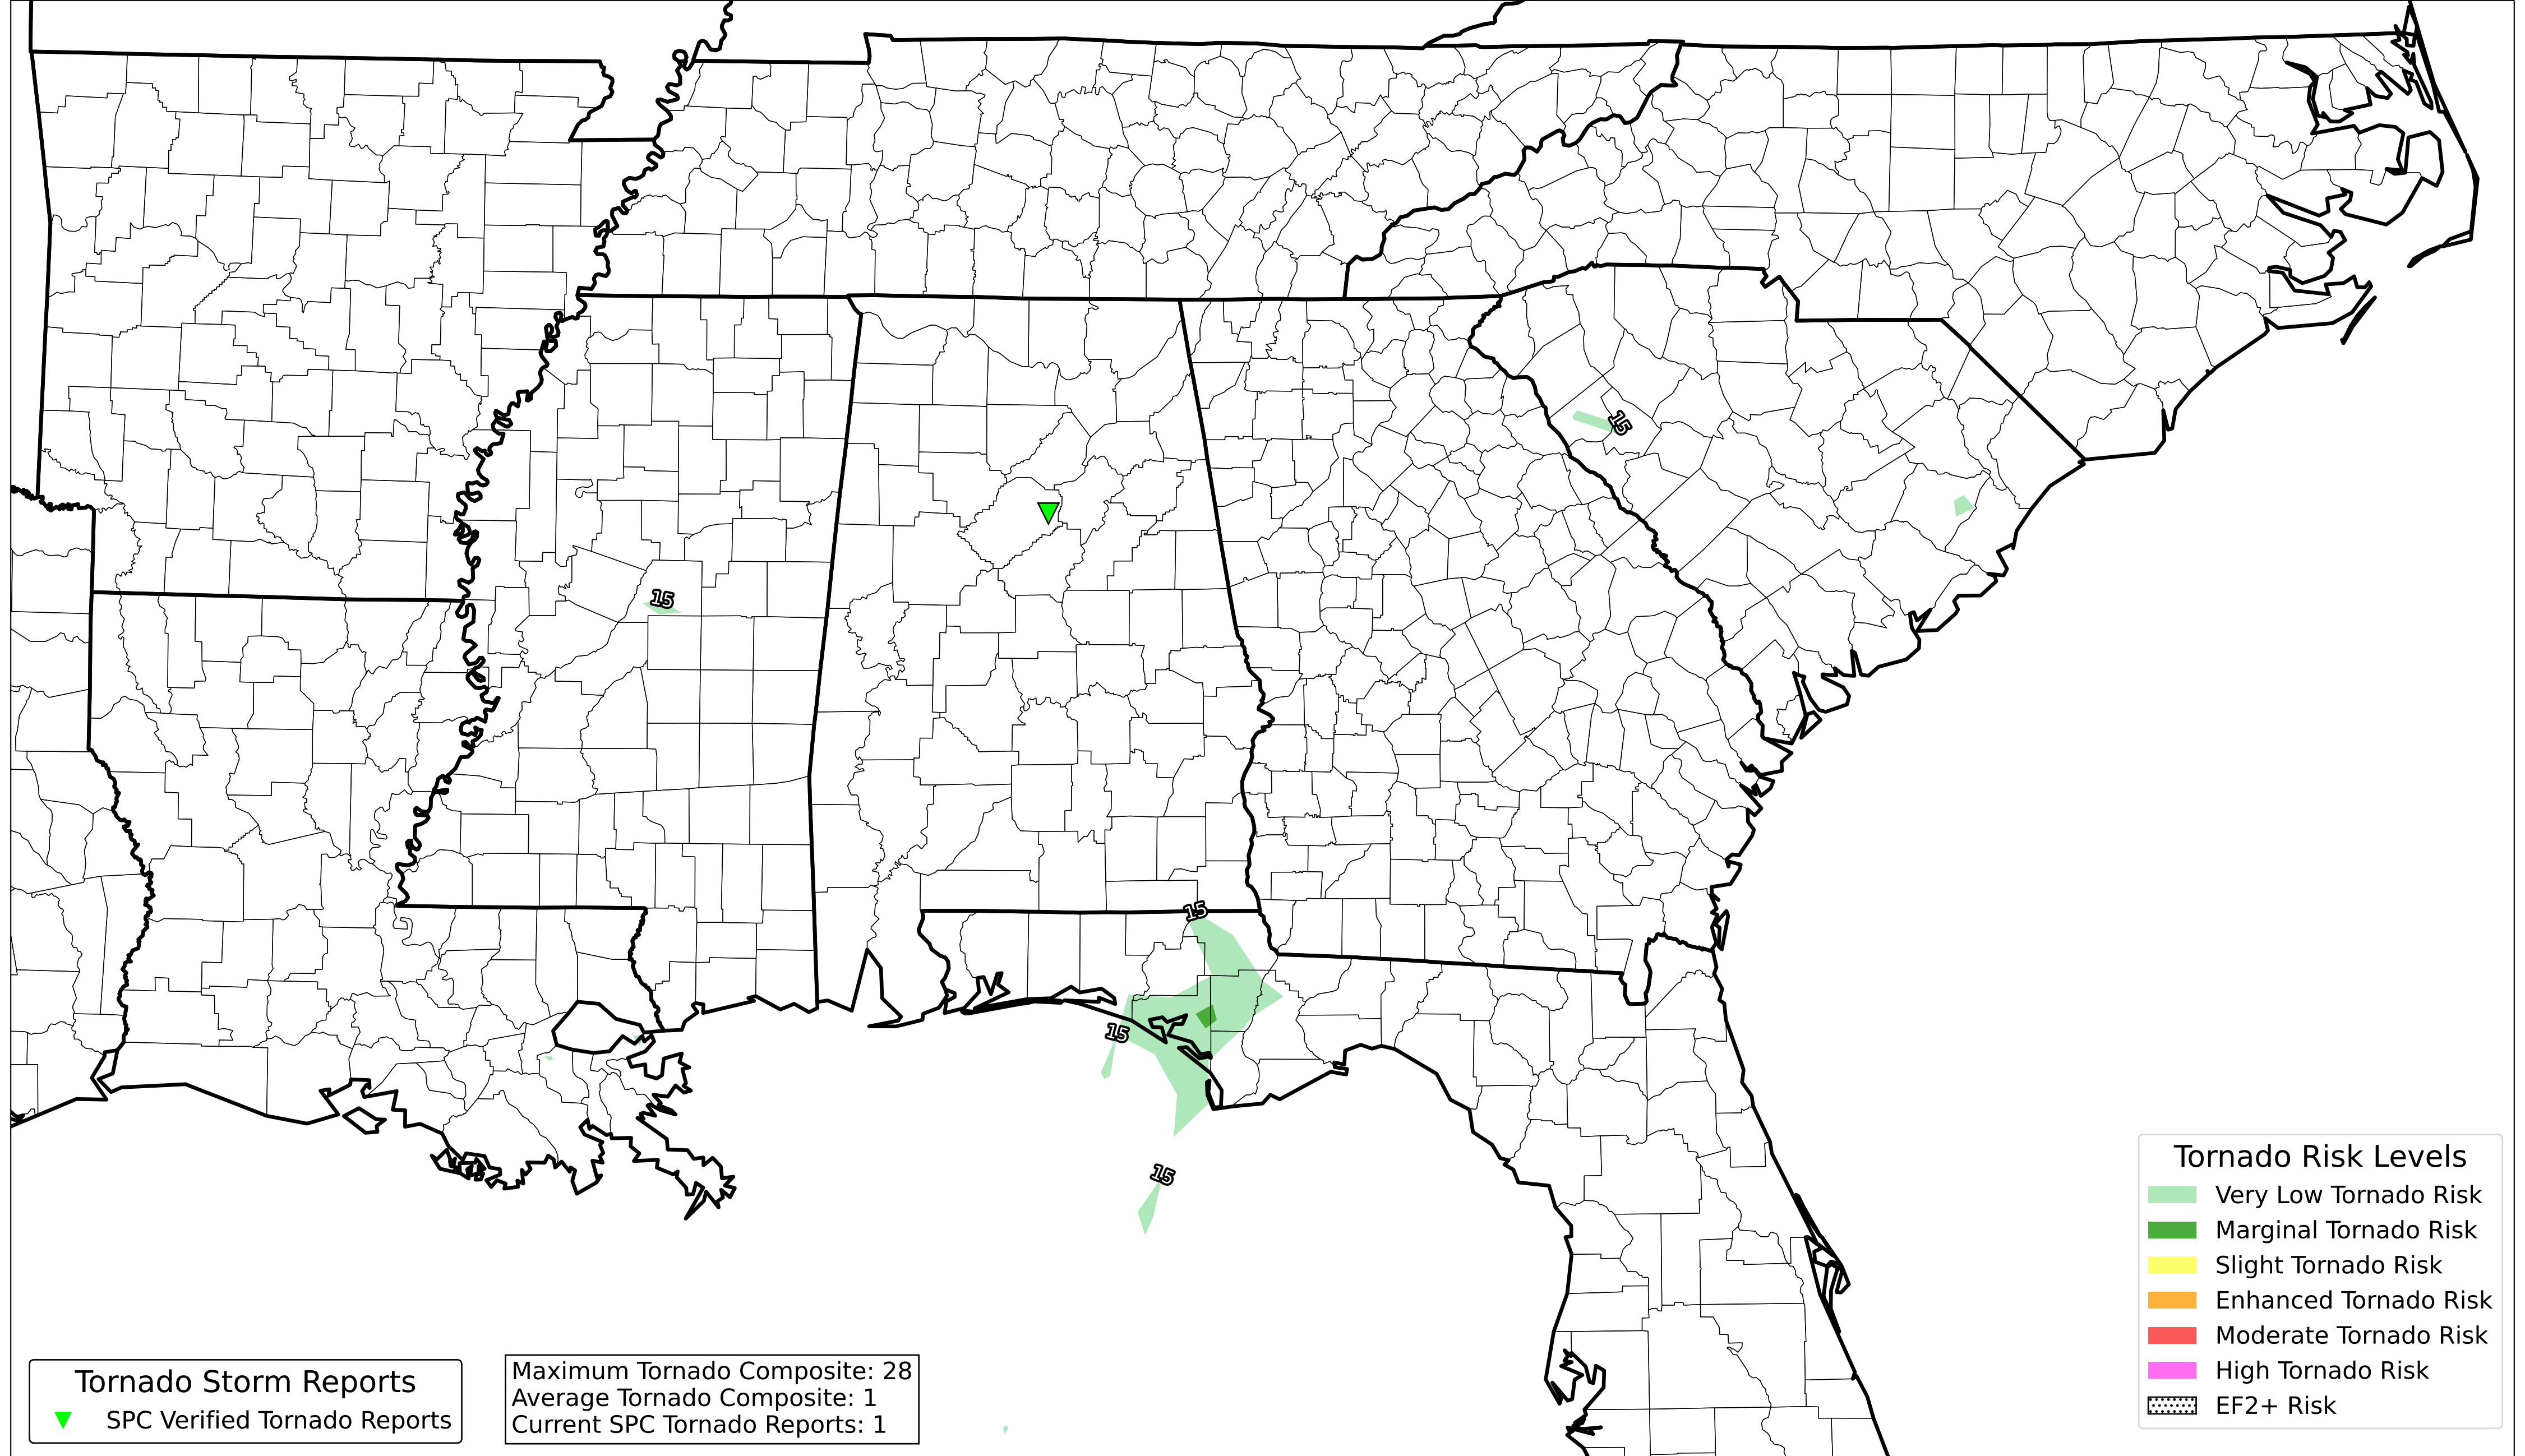 15
15
15
15
15
Tornado Risk Levels
Very Low Tornado Risk
Marginal Tornado Risk
Slight Tornado Risk
Enhanced Tornado Risk
Moderate Tornado Risk
High Tornado Risk
EF2+ Risk
Tornado Storm Reports
SPC Verified Tornado Reports
Maximum Tornado Composite: 28
Average Tornado Composite: 1
Current SPC Tornado Reports: 1